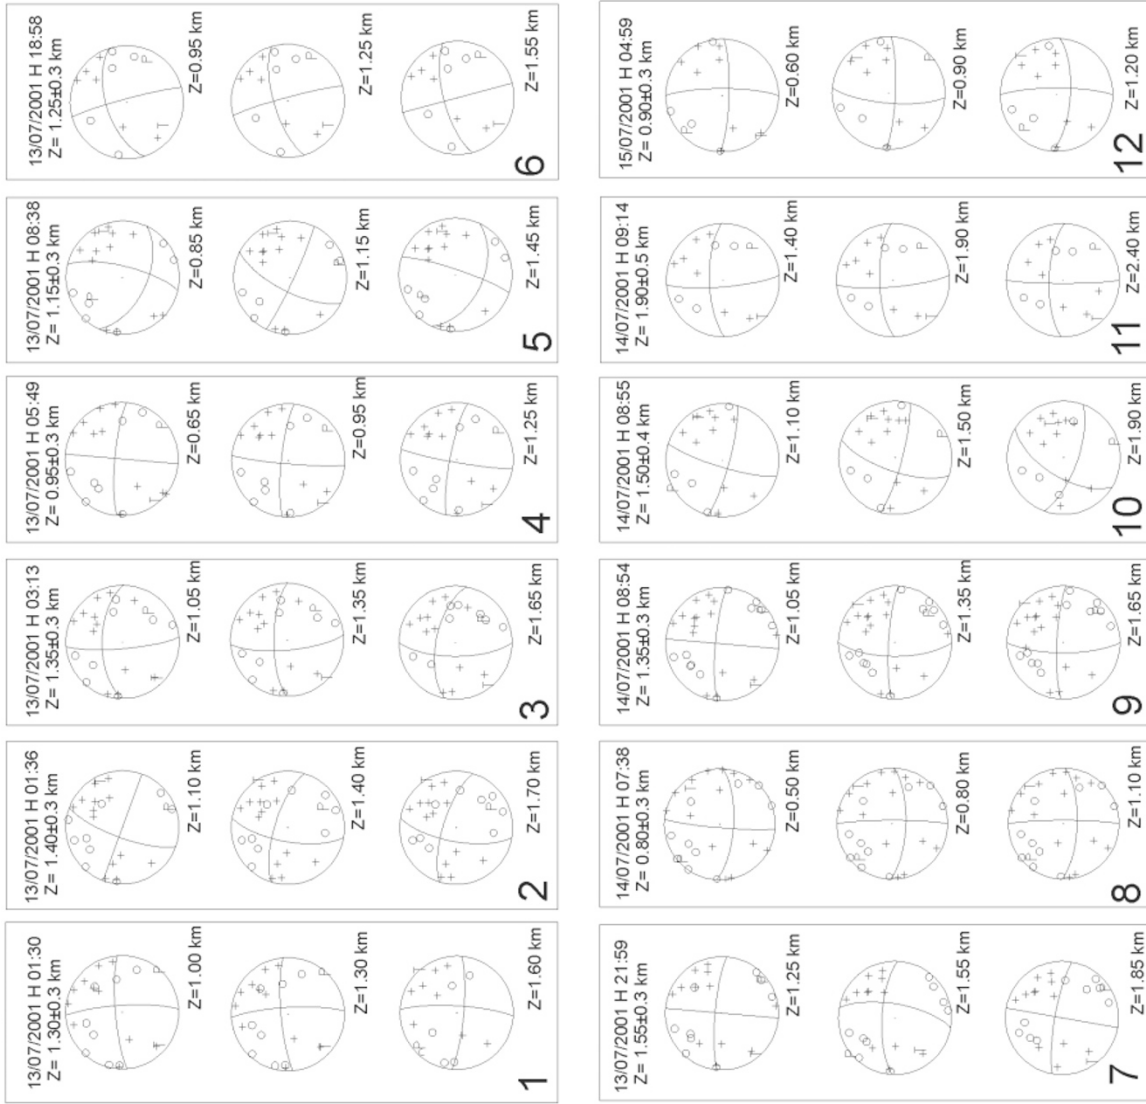 13/07/2001 H 01:30
Z= 1.30±0.3 km
Z=1.00 km
Z=1.30 km
Z=1.60 km
1
13/07/2001 H 01:36
Z= 1.40±0.3 km
Z=1.10 km
Z=1.40 km
Z=1.70 km
2
13/07/2001 H 03:13
Z= 1.35±0.3 km
Z=1.05 km
Z=1.35 km
Z=1.65 km
3
13/07/2001 H 05:49
Z= 0.95±0.3 km
Z=0.65 km
Z=0.95 km
Z=1.25 km
4
13/07/2001 H 08:38
Z= 1.15±0.3 km
Z=0.85 km
Z=1.15 km
Z=1.45 km
5
13/07/2001 H 18:58
Z= 1.25±0.3 km
Z=0.95 km
Z=1.25 km
Z=1.55 km
6
13/07/2001 H 21:59
Z= 1.55±0.3 km
Z=1.25 km
Z=1.55 km
Z=1.85 km
7
14/07/2001 H 07:38
Z= 0.80±0.3 km
Z=0.50 km
Z=0.80 km
Z=1.10 km
8
14/07/2001 H 08:54
Z= 1.35±0.3 km
Z=1.05 km
Z=1.35 km
Z=1.65 km
9
14/07/2001 H 08:55
Z= 1.50±0.4 km
Z=1.10 km
Z=1.50 km
Z=1.90 km
10
14/07/2001 H 09:14
Z= 1.90±0.5 km
Z=1.40 km
Z=1.90 km
Z=2.40 km
11
15/07/2001 H 04:59
Z= 0.90±0.3 km
Z=0.60 km
Z=0.90 km
Z=1.20 km
12